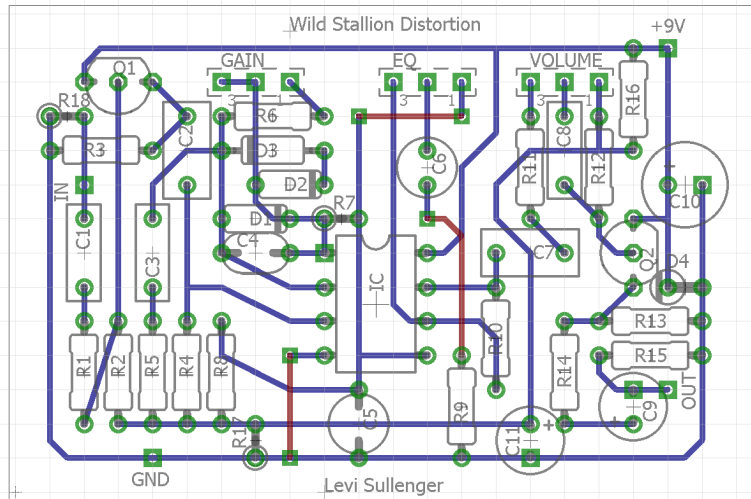 Wild Stallion Distortion
+9V
GAIN
EQ
VOLUME
Q1
3 1
3 1
3 1
R18
R6
R16
C2
C8
R3
D3
R11
R12
C6
IN
D2
R7
C10
C1
C3
D1
C4
C7
Q2
D4
IC
R10
R13
R1
R2
R5
R4
R8
R14
R15
R9
C5
C9
OUT
R17
C11
GND
Levi Sullenger